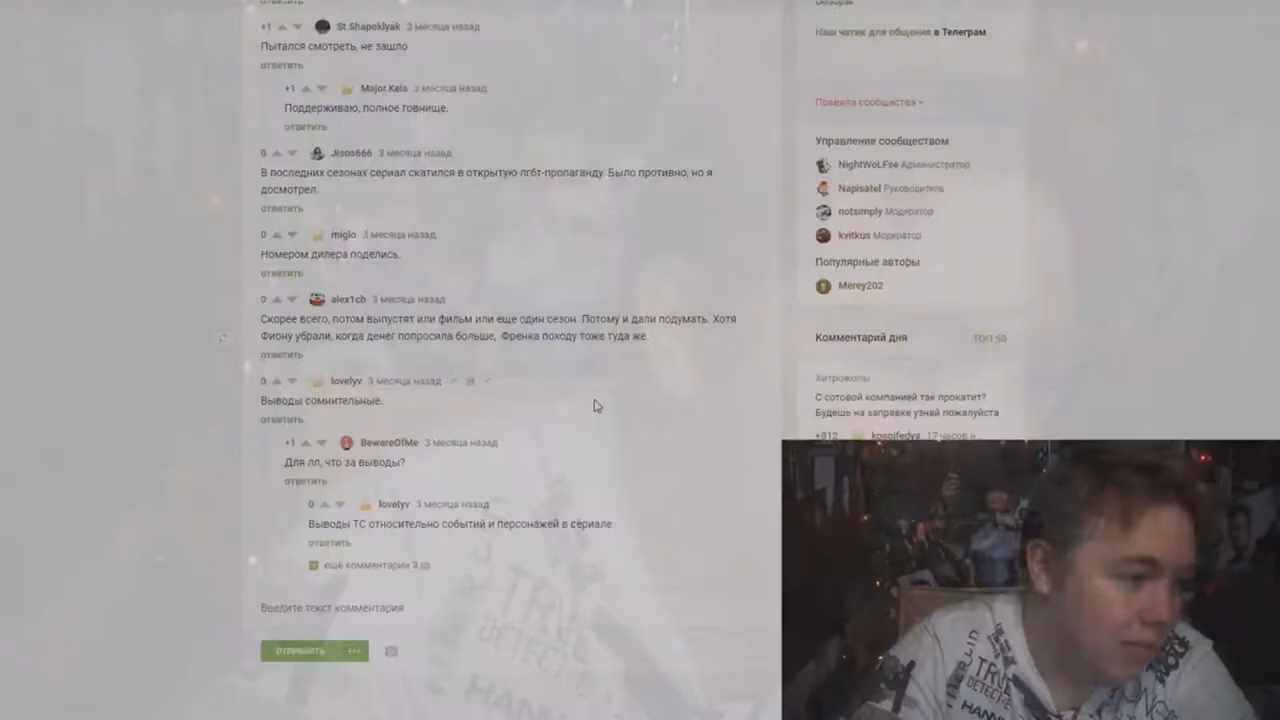 ответить
+1 St.Shapoklyak 3 месяца назад
Пытался смотреть, не зашло
ответить
+1 Major.Keis 3 месяца назад
Поддерживаю, полное говнище.
ответить
0 Jisos666 3 месяца назад
В последних сезонах сериал скатился в открытую лгбт-пропаганду. Было противно, но я
досмотрел.
ответить
0 miglo 3 месяца назад
Номером дилера поделись.
ответить
0 alex1cb 3 месяца назад
Скорее всего, потом выпустят или фильм или еще один сезон. Потому и дали подумать. Хотя
Фиону убрали, когда денег попросила больше, Френка походу тоже туда же.
ответить
0 lovelyv 3 месяца назад
Выводы сомнительные.
ответить
+1 BewareOfMe 3 месяца назад
Для лл, что за выводы?
ответить
0 lovelyv 3 месяца назад
Выводы ТС относительно событий и персонажей в сериале
ответить
ещё комментарии 3
Введите текст комментария
ОТПРАВИТЬ
Наш чатик для общения в Телеграм
Правила сообщества
Управление сообществом
NightWoLFse Администратор
Napisatel Руководитель
notsimply Модератор
kvitkus Модератор
Популярные авторы
Merey202
Комментарий дня ТОП 50
Хитрожопы
С сотовой компанией так прокатит?
Будешь на заправке узнай пожалуйста
+812 kosojfedya 17 часов н...
TRUE
DETECTIVE
TRUE
DETECTIVE